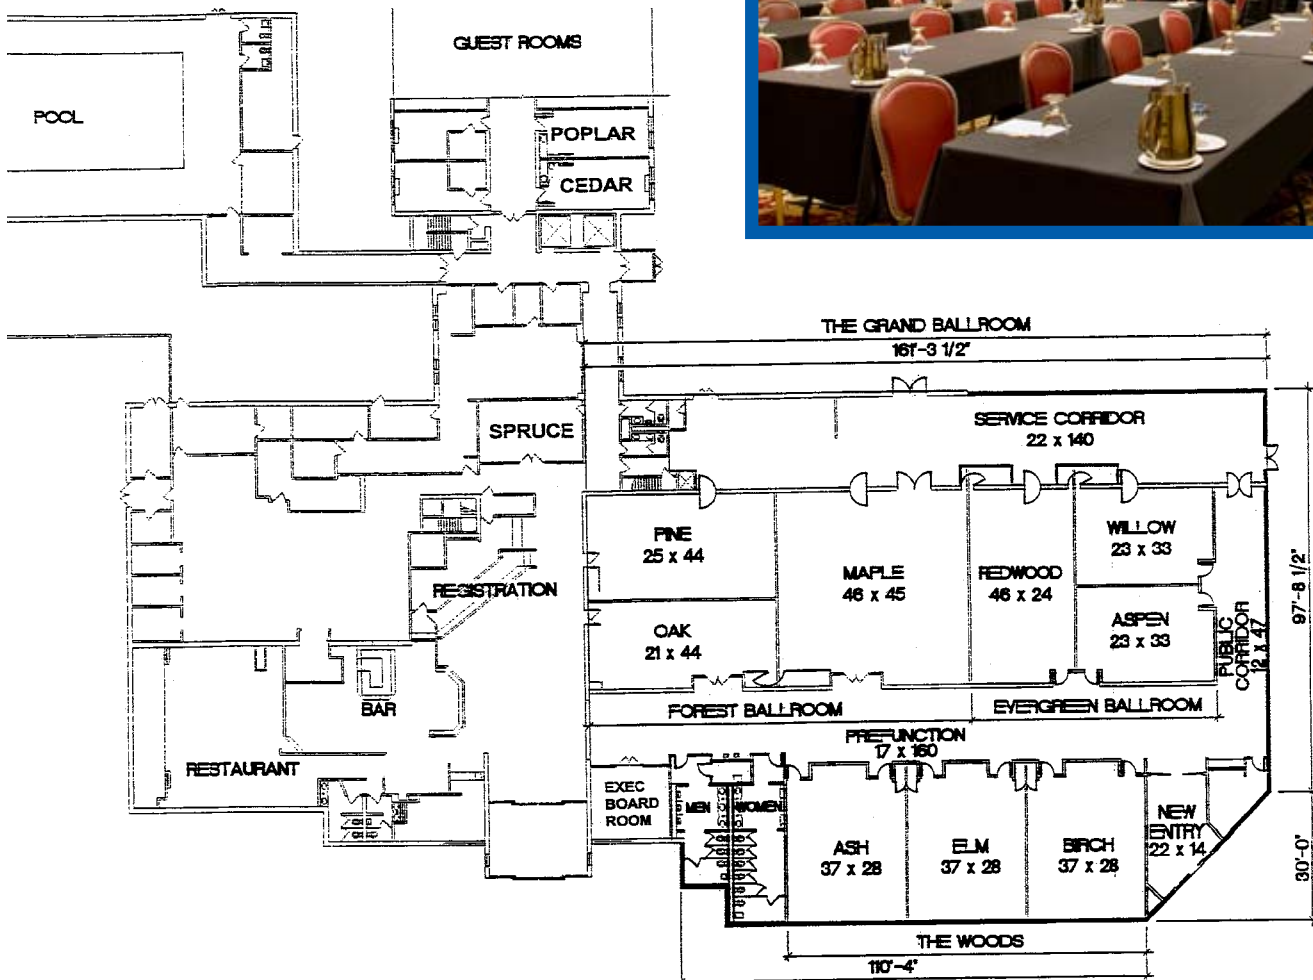 GUEST ROOMS
POOL
POPLAR
CEDAR
THE GRAND BALLROOM
161'-3 1/2"
SERVICE CORRIDOR
22 x 140
SPRUCE
PINE
25 x 44
WILLOW
23 x 33
MAPLE
46 x 45
REDWOOD
46 x 24
REGISTRATION
OAK
21 x 44
ASPEN
23 x 33
PUBLIC
CORRIDOR
12 x 47
97'-8 1/2"
BAR
FOREST BALLROOM
EVERGREEN BALLROOM
PREFUNCTION
17 x 160
RESTAURANT
EXEC
BOARD
ROOM
MEN
WOMEN
ASH
37 x 28
ELM
37 x 28
BIRCH
37 x 28
NEW
ENTRY
22 x 14
30'-0"
THE WOODS
110'-4"